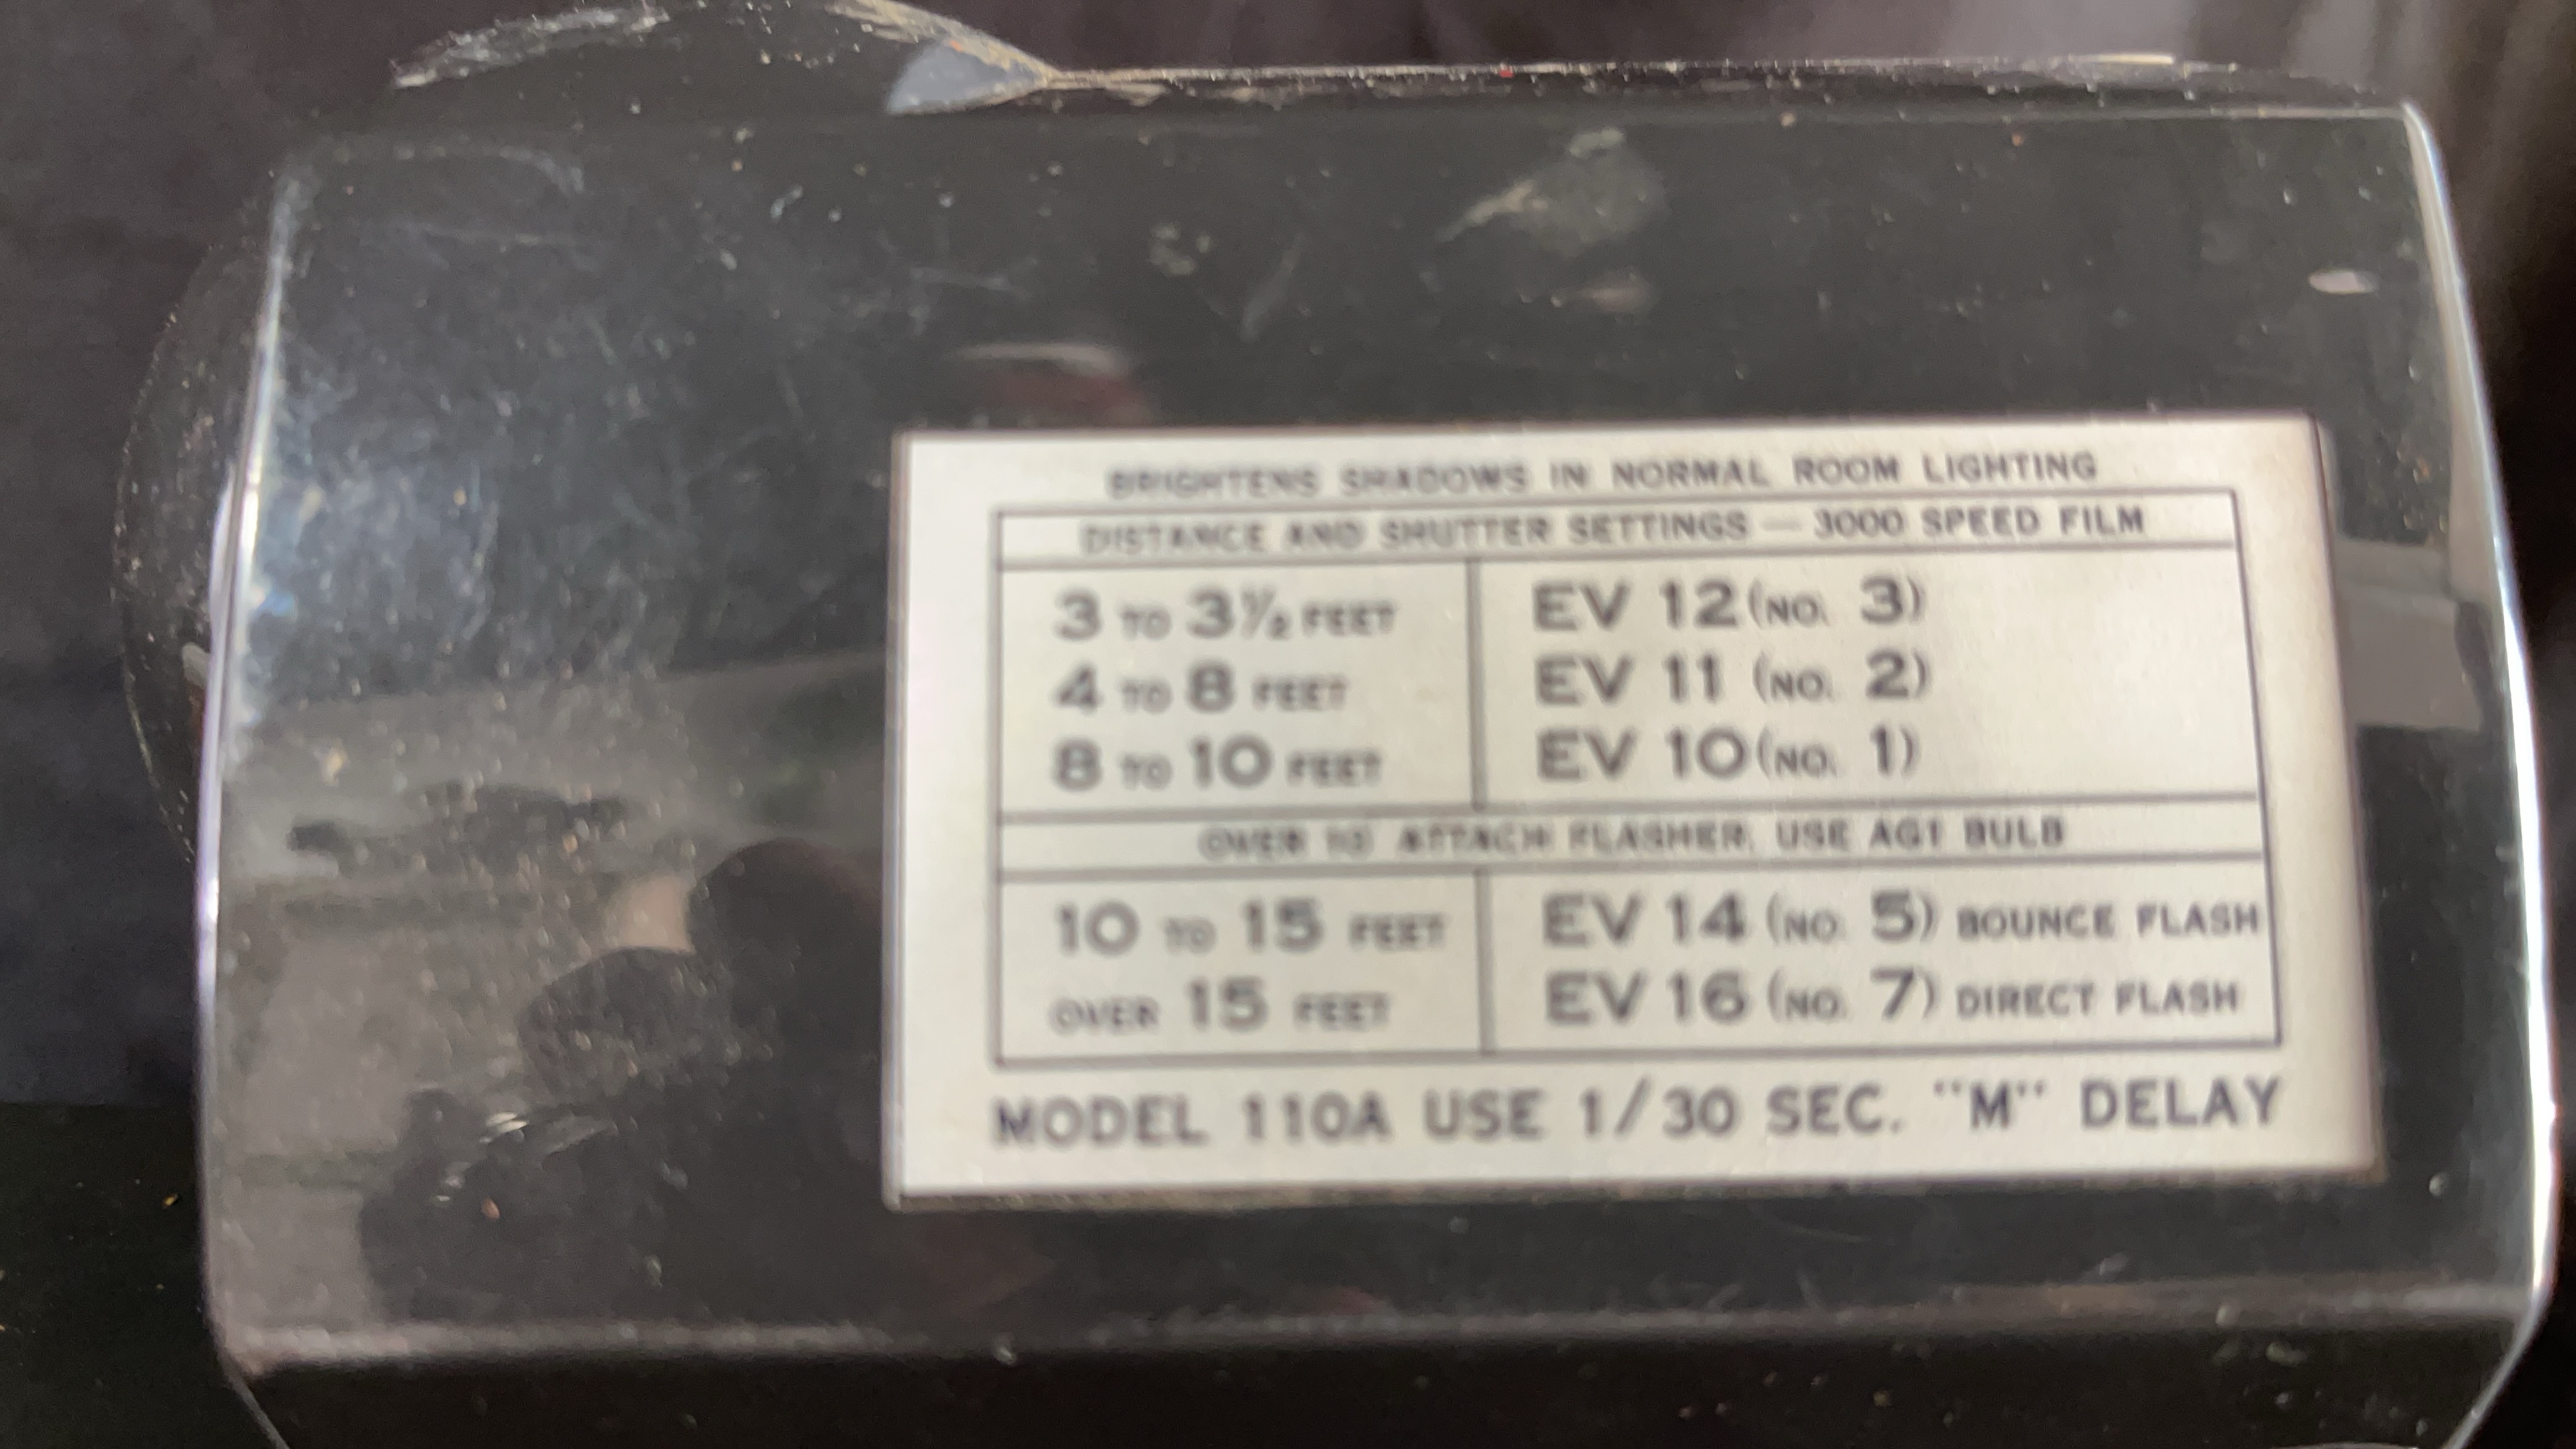 BRIGHTENS SHADOWS IN NORMAL ROOM LIGHTING
DISTANCE AND SHUTTER SETTINGS — 3000 SPEED FILM
3 TO 3½ FEET EV 12 (NO. 3)
4 TO 8 FEET EV 11 (NO. 2)
8 TO 10 FEET EV 10 (NO. 1)
OVER 10' ATTACH FLASHER, USE AG1 BULB
10 TO 15 FEET EV 14 (NO. 5) BOUNCE FLASH
OVER 15 FEET EV 16 (NO. 7) DIRECT FLASH
MODEL 110A USE 1/30 SEC. "M" DELAY